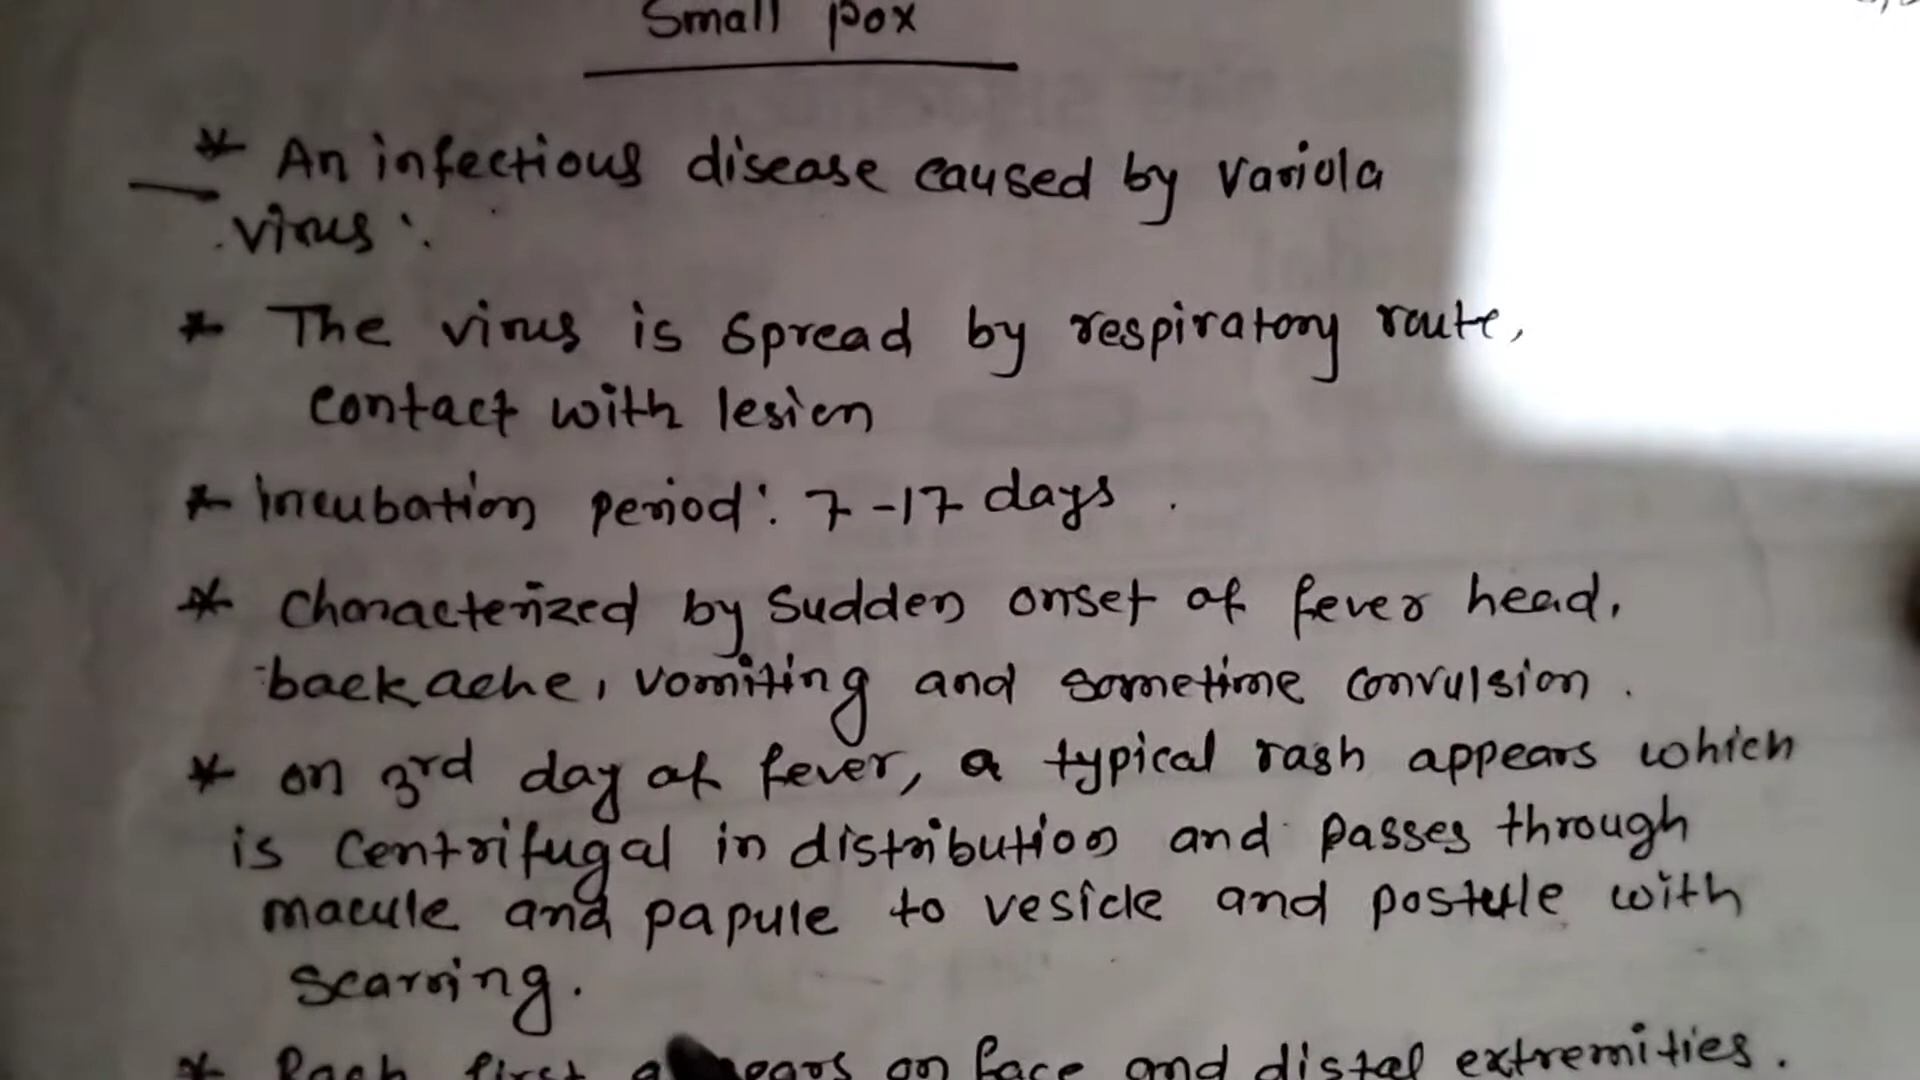 Small pox
* An infectious disease caused by Variola
virus.
* The virus is spread by respiratory route,
contact with lesion
* Incubation period: 7-17 days.
* Characterized by Sudden onset of fever head,
backache, vomiting and sometime convulsion.
* on 3rd day of fever, a typical rash appears which
is Centrifugal in distribution and passes through
macule and papule to vesicle and postule with
scarring.
* first on face and distal extremities.